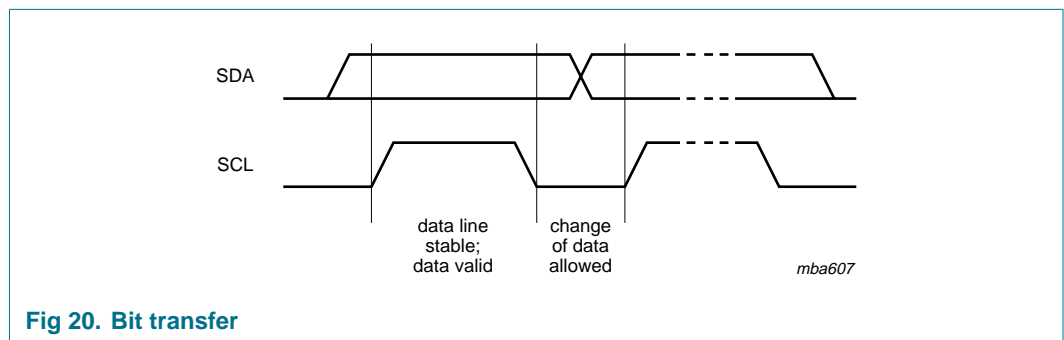 SDA
SCL
data line
stable;
data valid
change
of data
allowed
mba607
Fig 20. Bit transfer